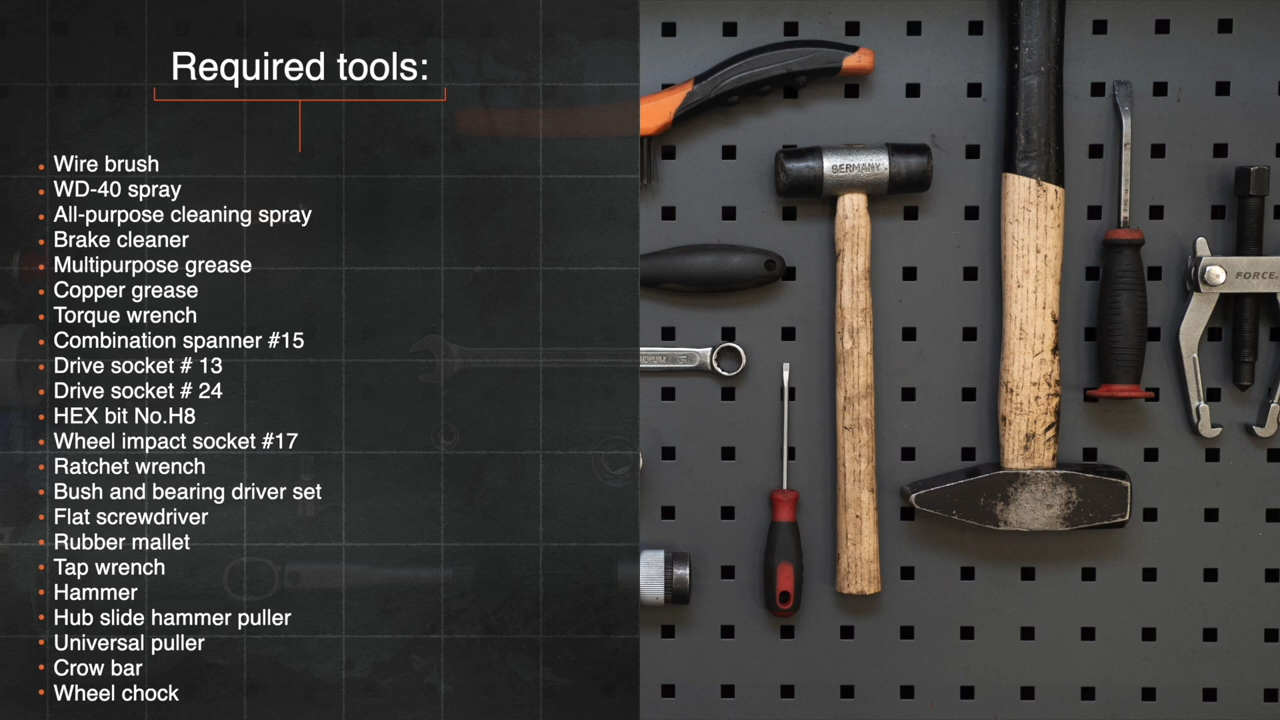 Required tools:
Wire brush
WD-40 spray
All-purpose cleaning spray
Brake cleaner
Multipurpose grease
Copper grease
Torque wrench
Combination spanner #15
Drive socket # 13
Drive socket # 24
HEX bit No.H8
Wheel impact socket #17
Ratchet wrench
Bush and bearing driver set
Flat screwdriver
Rubber mallet
Tap wrench
Hammer
Hub slide hammer puller
Universal puller
Crow bar
Wheel chock
GERMANY
FORCE.